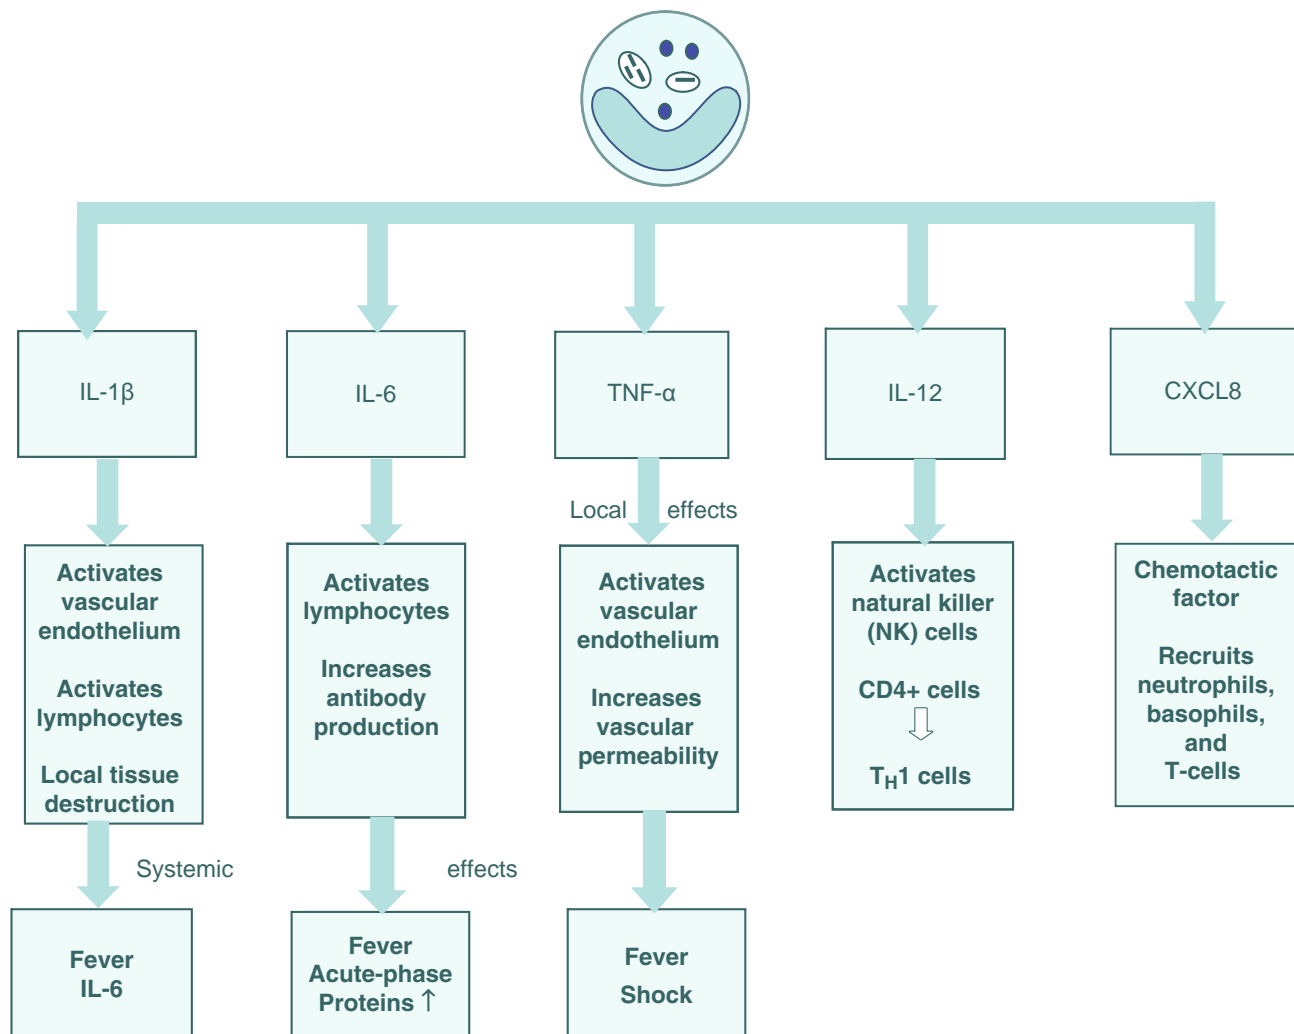 IL-1β
IL-6
TNF-α
IL-12
CXCL8
Local effects
Activates
vascular
endothelium
Activates
lymphocytes
Local tissue
destruction
Activates
lymphocytes
Increases
antibody
production
Activates
vascular
endothelium
Increases
vascular
permeability
Activates
natural killer
(NK) cells
CD4+ cells
TH1 cells
Chemotactic
factor
Recruits
neutrophils,
basophils,
and
T-cells
Systemic effects
Fever
IL-6
Fever
Acute-phase
Proteins ↑
Fever
Shock